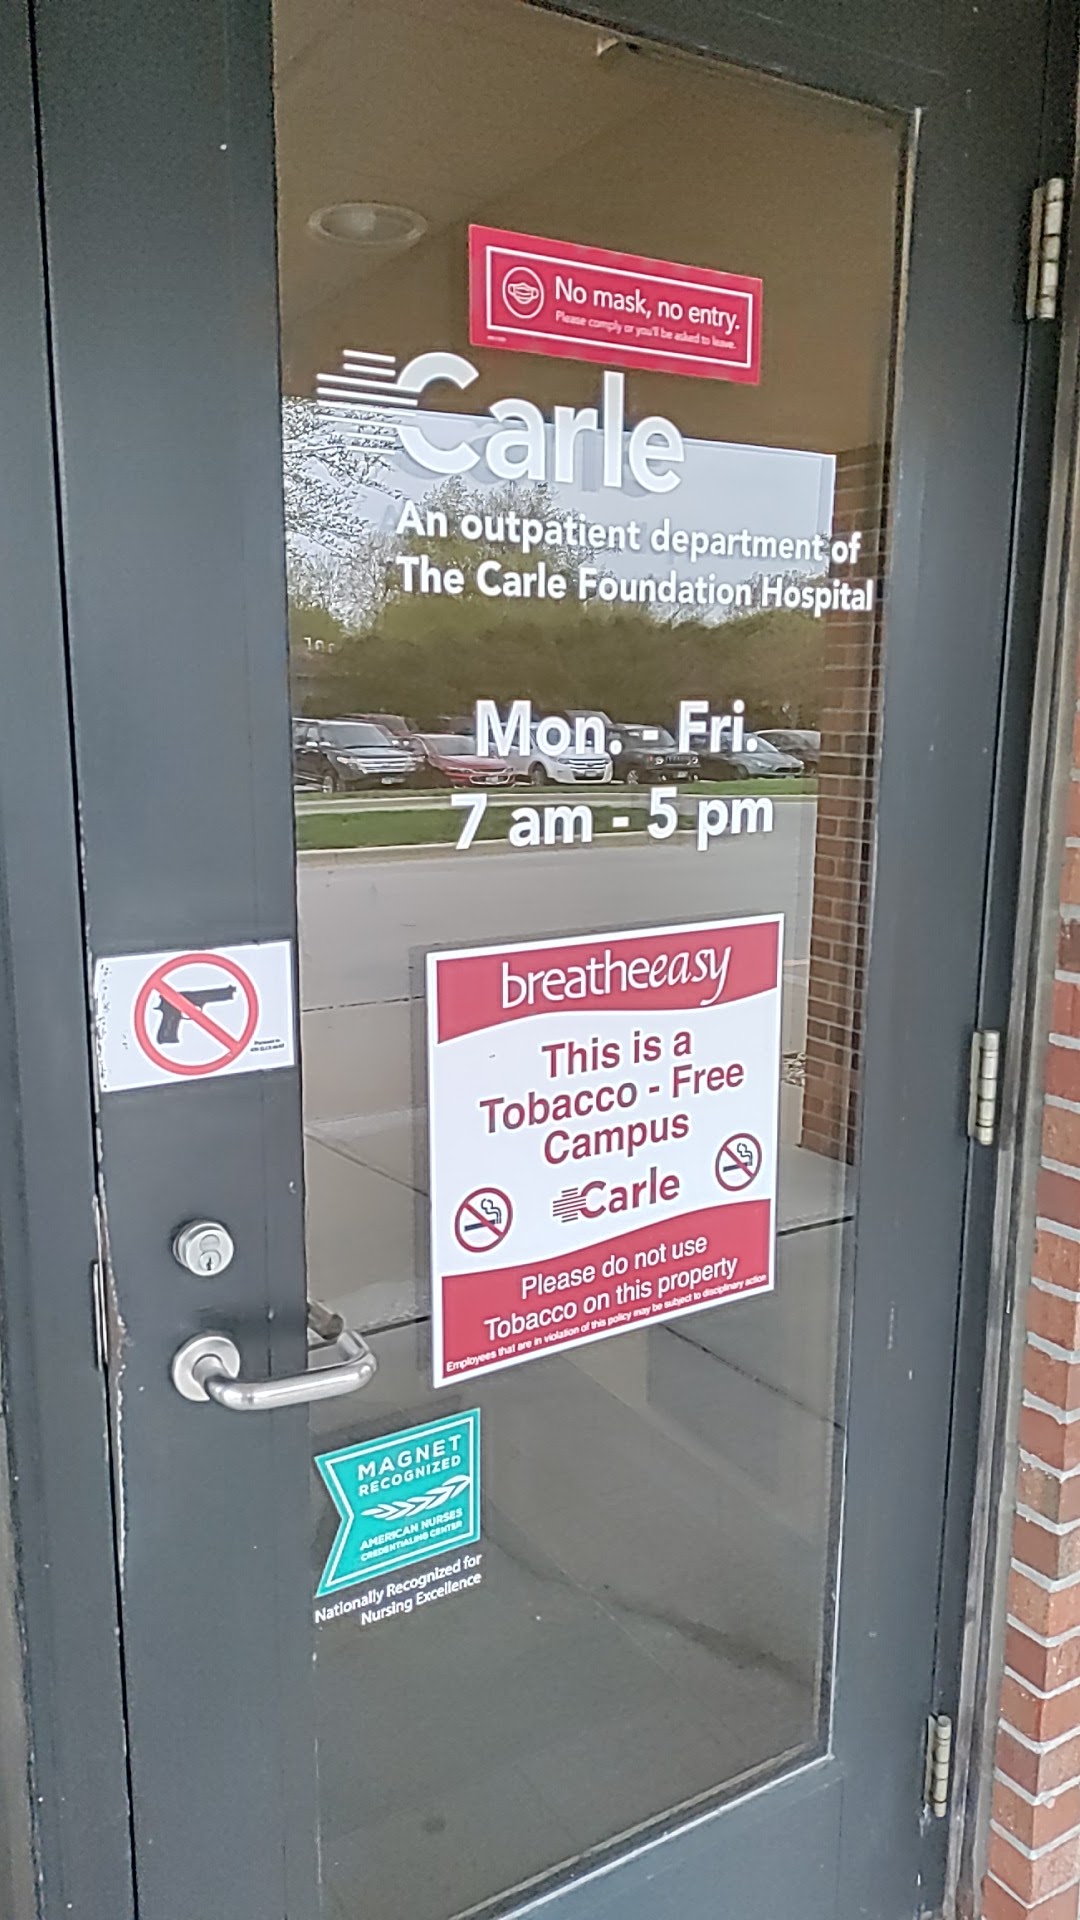 No mask, no entry.
Please comply or you'll be asked to leave.
Carle
An outpatient department of
The Carle Foundation Hospital
Mon. - Fri.
7 am - 5 pm
breatheeasy
This is a
Tobacco - Free
Campus
Carle
Please do not use
Tobacco on this property
Employees that are in violation of this policy may be subject to disciplinary action
Pursuant to
MAGNET
RECOGNIZED
AMERICAN NURSES
CREDENTIALING CENTER
Nationally Recognized for
Nursing Excellence